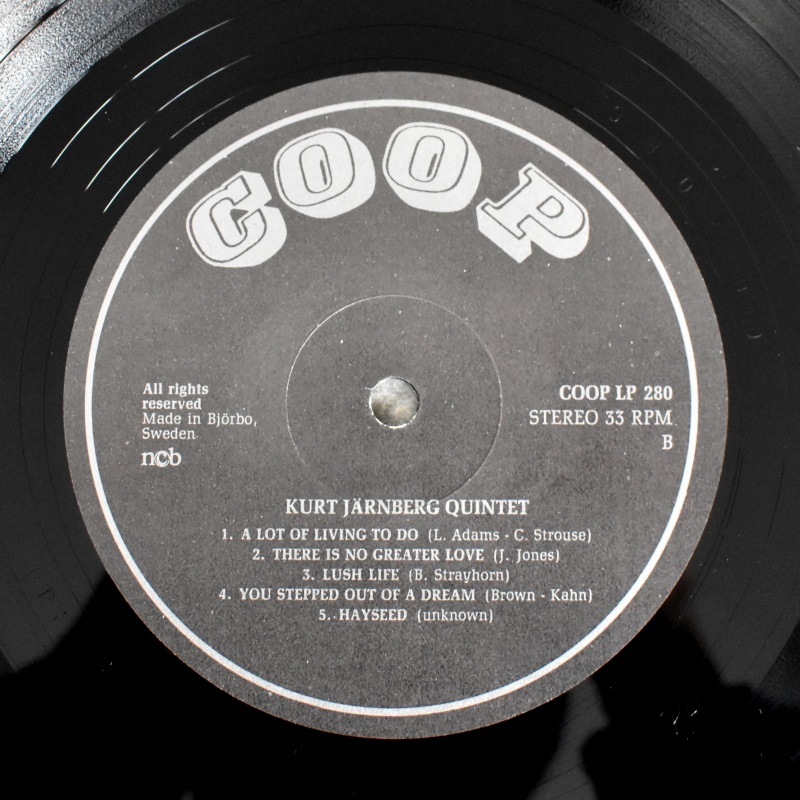 COOP
All rights
reserved
Made in Björbo,
Sweden
ncb
COOP LP 280
STEREO 33 RPM
B
KURT JÄRNBERG QUINTET
1. A LOT OF LIVING TO DO (L. Adams - C. Strouse)
2. THERE IS NO GREATER LOVE (J. Jones)
3. LUSH LIFE (B. Strayhorn)
4. YOU STEPPED OUT OF A DREAM (Brown - Kahn)
5. HAYSEED (unknown)